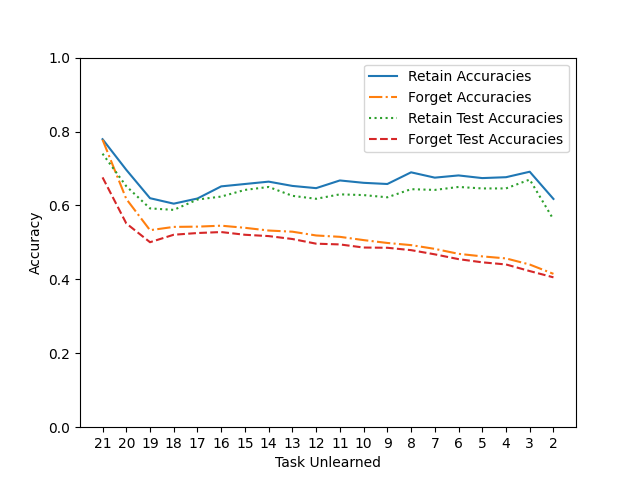 Retain Accuracies
Forget Accuracies
Retain Test Accuracies
Forget Test Accuracies
1.0
0.8
0.6
0.4
0.2
0.0
Accuracy
21 20 19 18 17 16 15 14 13 12 11 10 9 8 7 6 5 4 3 2
Task Unlearned